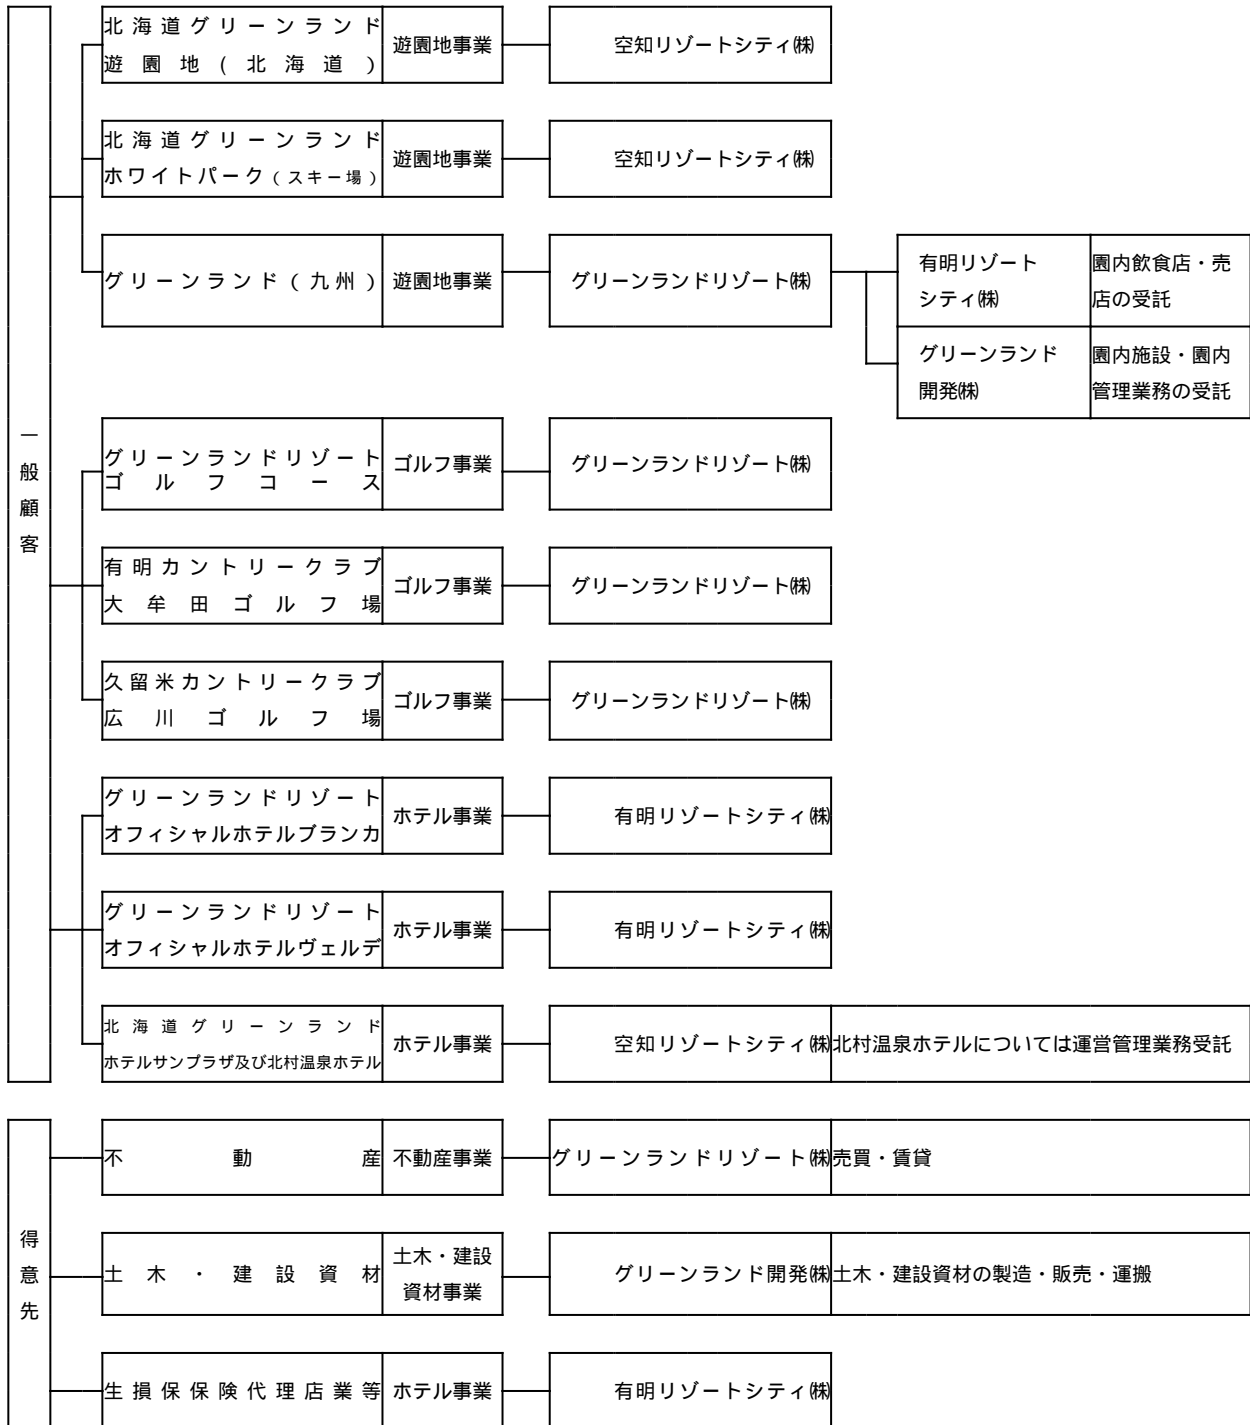 北海道グリーンランド
遊園地(北海道)
遊園地事業
空知リゾートシティ㈱
北海道グリーンランド
ホワイトパーク(スキー場)
遊園地事業
空知リゾートシティ㈱
グリーンランド(九州)
遊園地事業
グリーンランドリゾート㈱
有明リゾート
シティ㈱
園内飲食店・売
店の受託
グリーンランド
開発㈱
園内施設・園内
管理業務の受託
一般顧客
グリーンランドリゾート
ゴルフコース
ゴルフ事業
グリーンランドリゾート㈱
有明カントリークラブ
大牟田ゴルフ場
ゴルフ事業
グリーンランドリゾート㈱
久留米カントリークラブ
広川ゴルフ場
ゴルフ事業
グリーンランドリゾート㈱
グリーンランドリゾート
オフィシャルホテルブランカ
ホテル事業
有明リゾートシティ㈱
グリーンランドリゾート
オフィシャルホテルヴェルデ
ホテル事業
有明リゾートシティ㈱
北海道グリーンランド
ホテルサンプラザ及び北村温泉ホテル
ホテル事業
空知リゾートシティ㈱
北村温泉ホテルについては運営管理業務受託
得意先
不動産
不動産事業
グリーンランドリゾート㈱
売買・賃貸
土木・建設資材
土木・建設
資材事業
グリーンランド開発㈱
土木・建設資材の製造・販売・運搬
生損保保険代理店業等
ホテル事業
有明リゾートシティ㈱